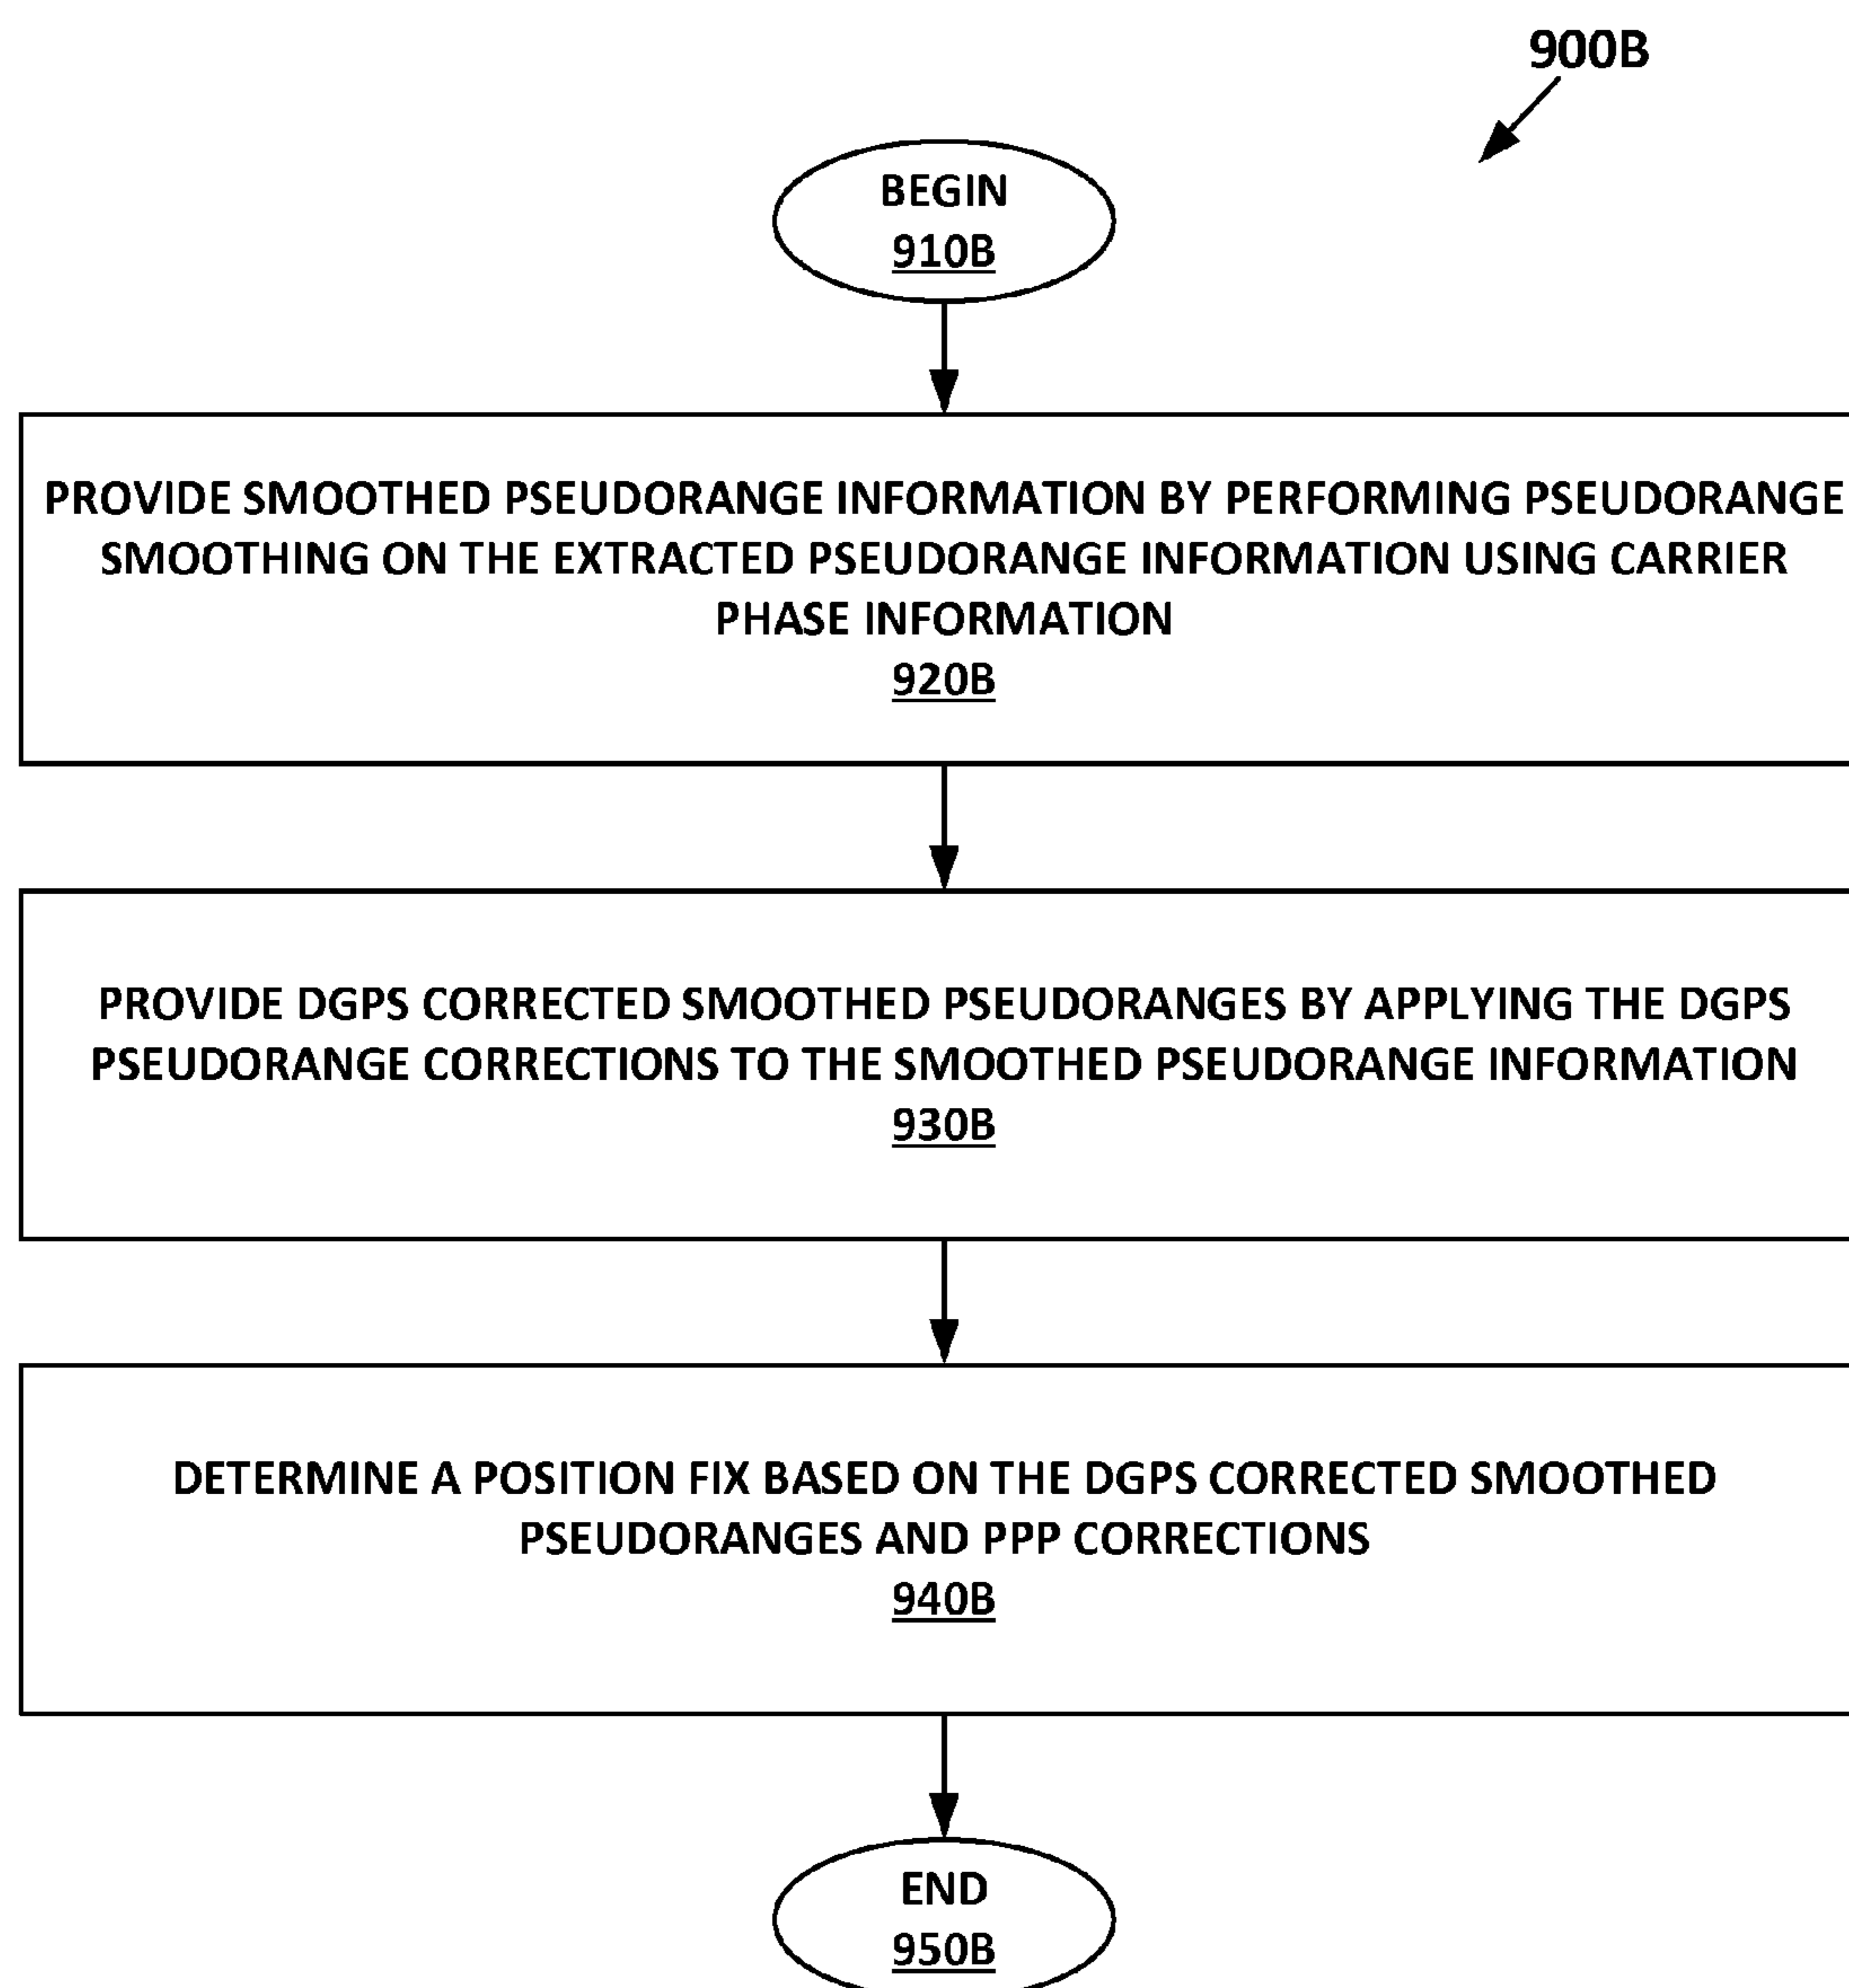 900B
BEGIN
910B
PROVIDE SMOOTHED PSEUDORANGE INFORMATION BY PERFORMING PSEUDORANGE
SMOOTHING ON THE EXTRACTED PSEUDORANGE INFORMATION USING CARRIER
PHASE INFORMATION
920B
PROVIDE DGPS CORRECTED SMOOTHED PSEUDORANGES BY APPLYING THE DGPS
PSEUDORANGE CORRECTIONS TO THE SMOOTHED PSEUDORANGE INFORMATION
930B
DETERMINE A POSITION FIX BASED ON THE DGPS CORRECTED SMOOTHED
PSEUDORANGES AND PPP CORRECTIONS
940B
END
950B